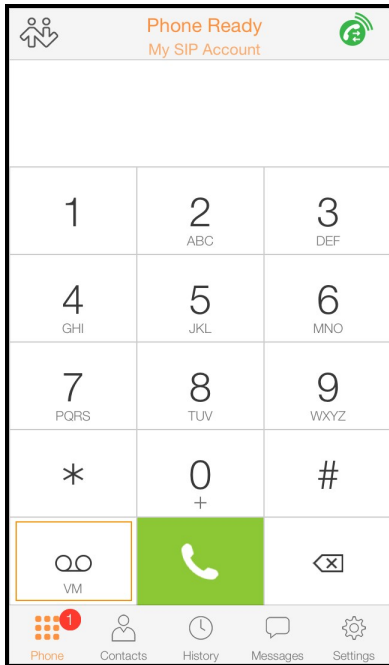 Phone Ready
My SIP Account
1 2 3
ABC DEF
4 5 6
GHI JKL MNO
7 8 9
PQRS TUV WXYZ
* 0 #
+
VM
1
Phone Contacts History Messages Settings